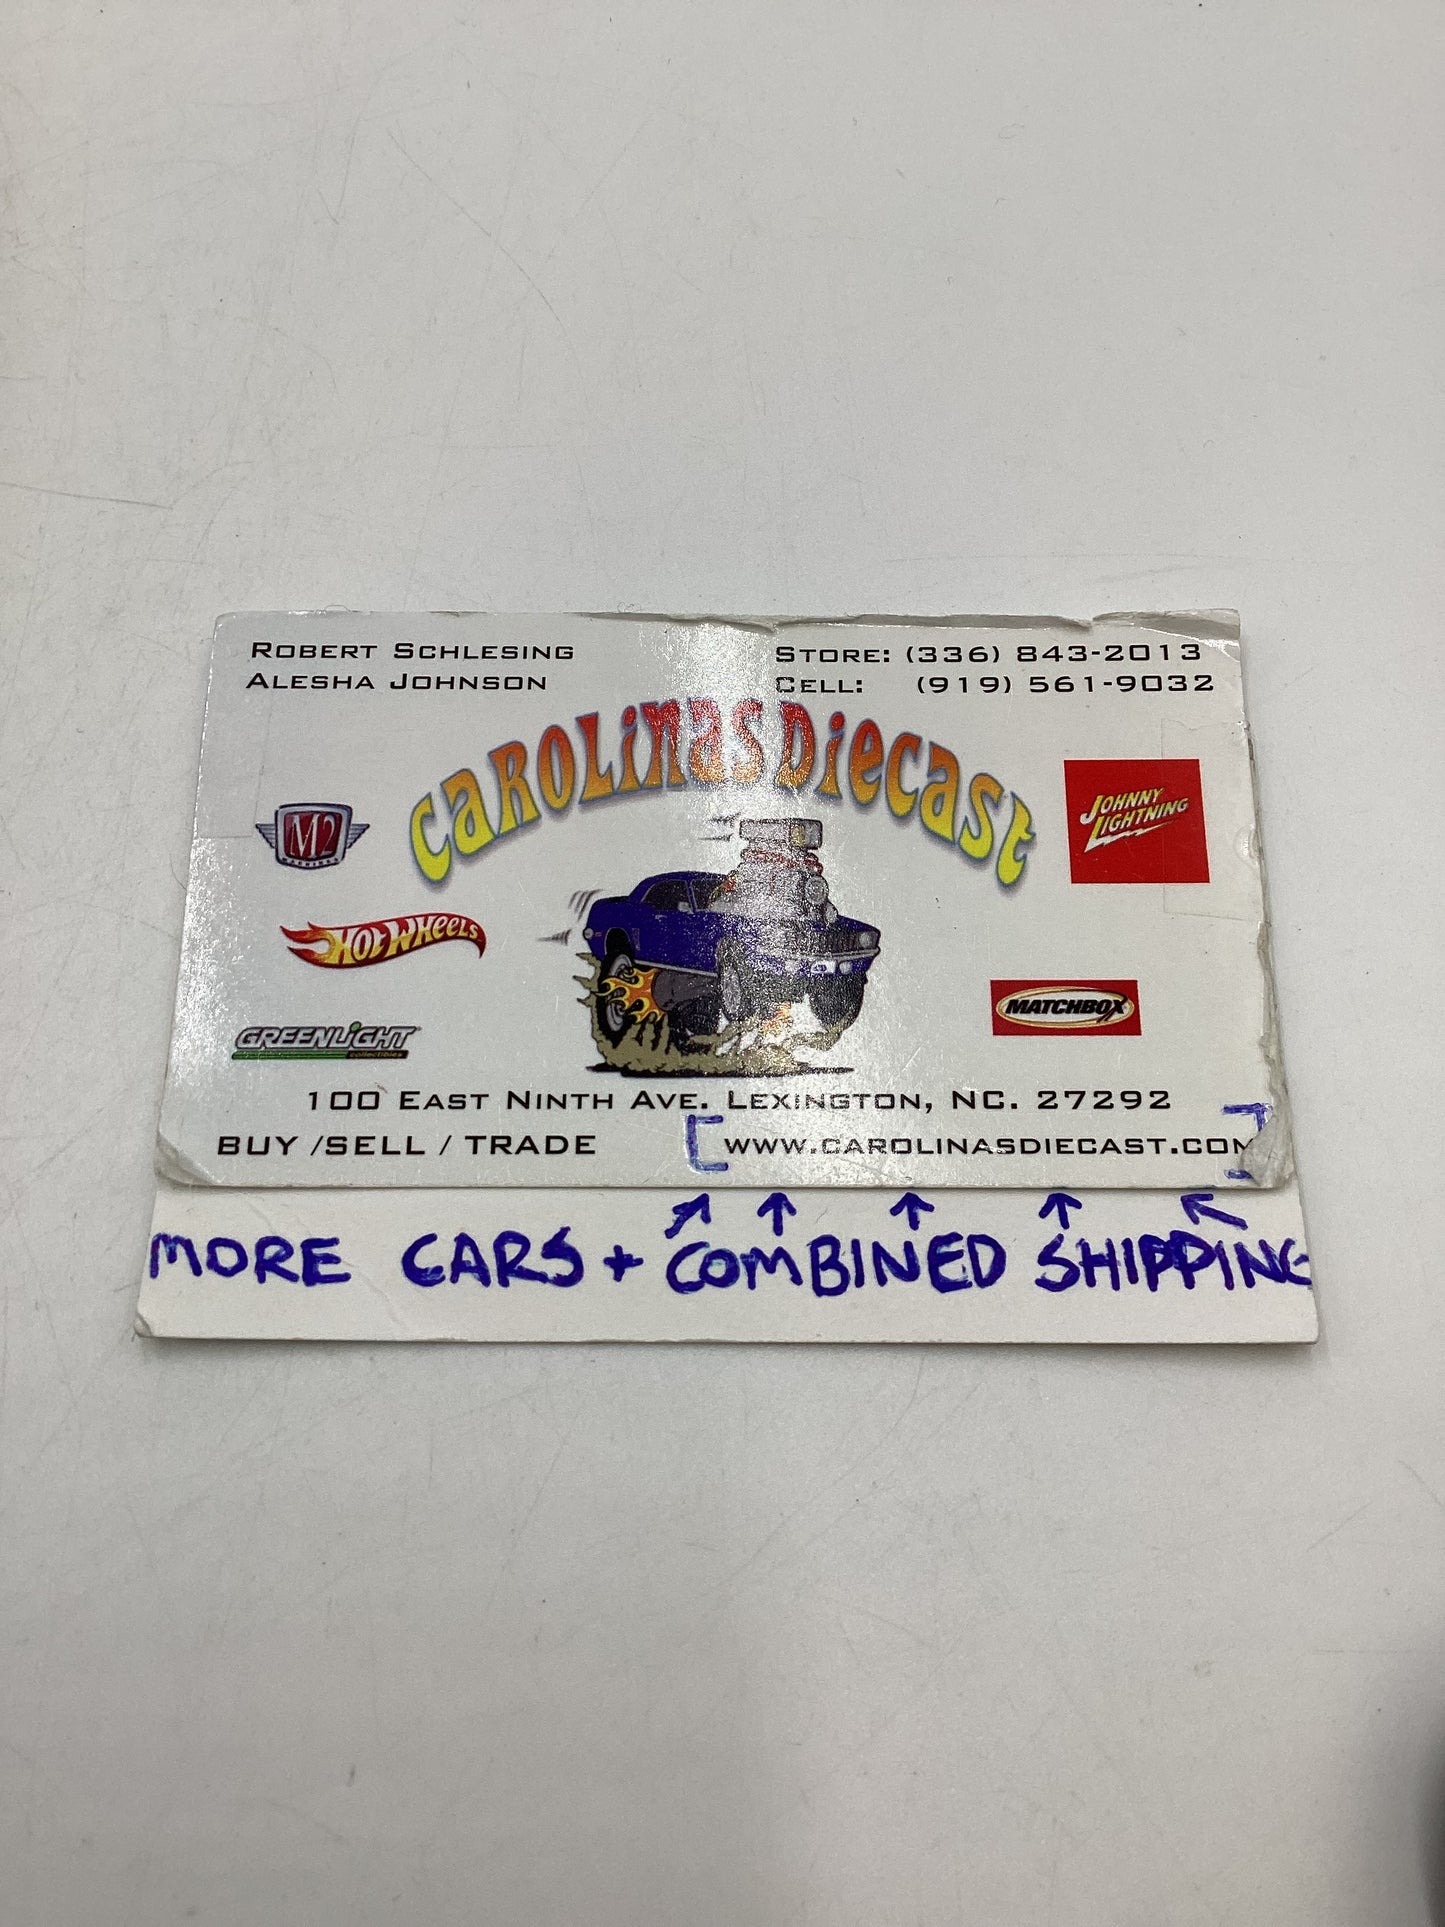 ROBERT SCHLESING
ALESHA JOHNSON
STORE: (336) 843-2013
CELL: (919) 561-9032
CAROLINAS DIECAST
M2
MACHINES
JOHNNY
LIGHTNING
HOT WHEELS
MATCHBOX
GREENLIGHT
collectibles
100 EAST NINTH AVE. LEXINGTON, NC. 27292
BUY /SELL / TRADE
[WWW.CAROLINASDIECAST.COM]
MORE CARS + COMBINED SHIPPING